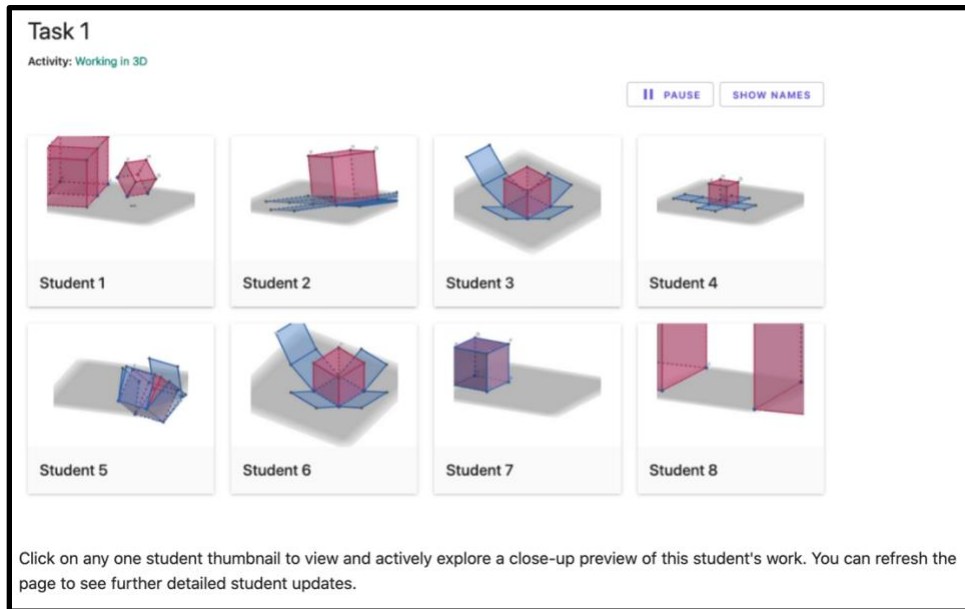 Task 1
Activity: Working in 3D
PAUSE
SHOW NAMES
Student 1
Student 2
Student 3
Student 4
Student 5
Student 6
Student 7
Student 8
Click on any one student thumbnail to view and actively explore a close-up preview of this student's work. You can refresh the
page to see further detailed student updates.